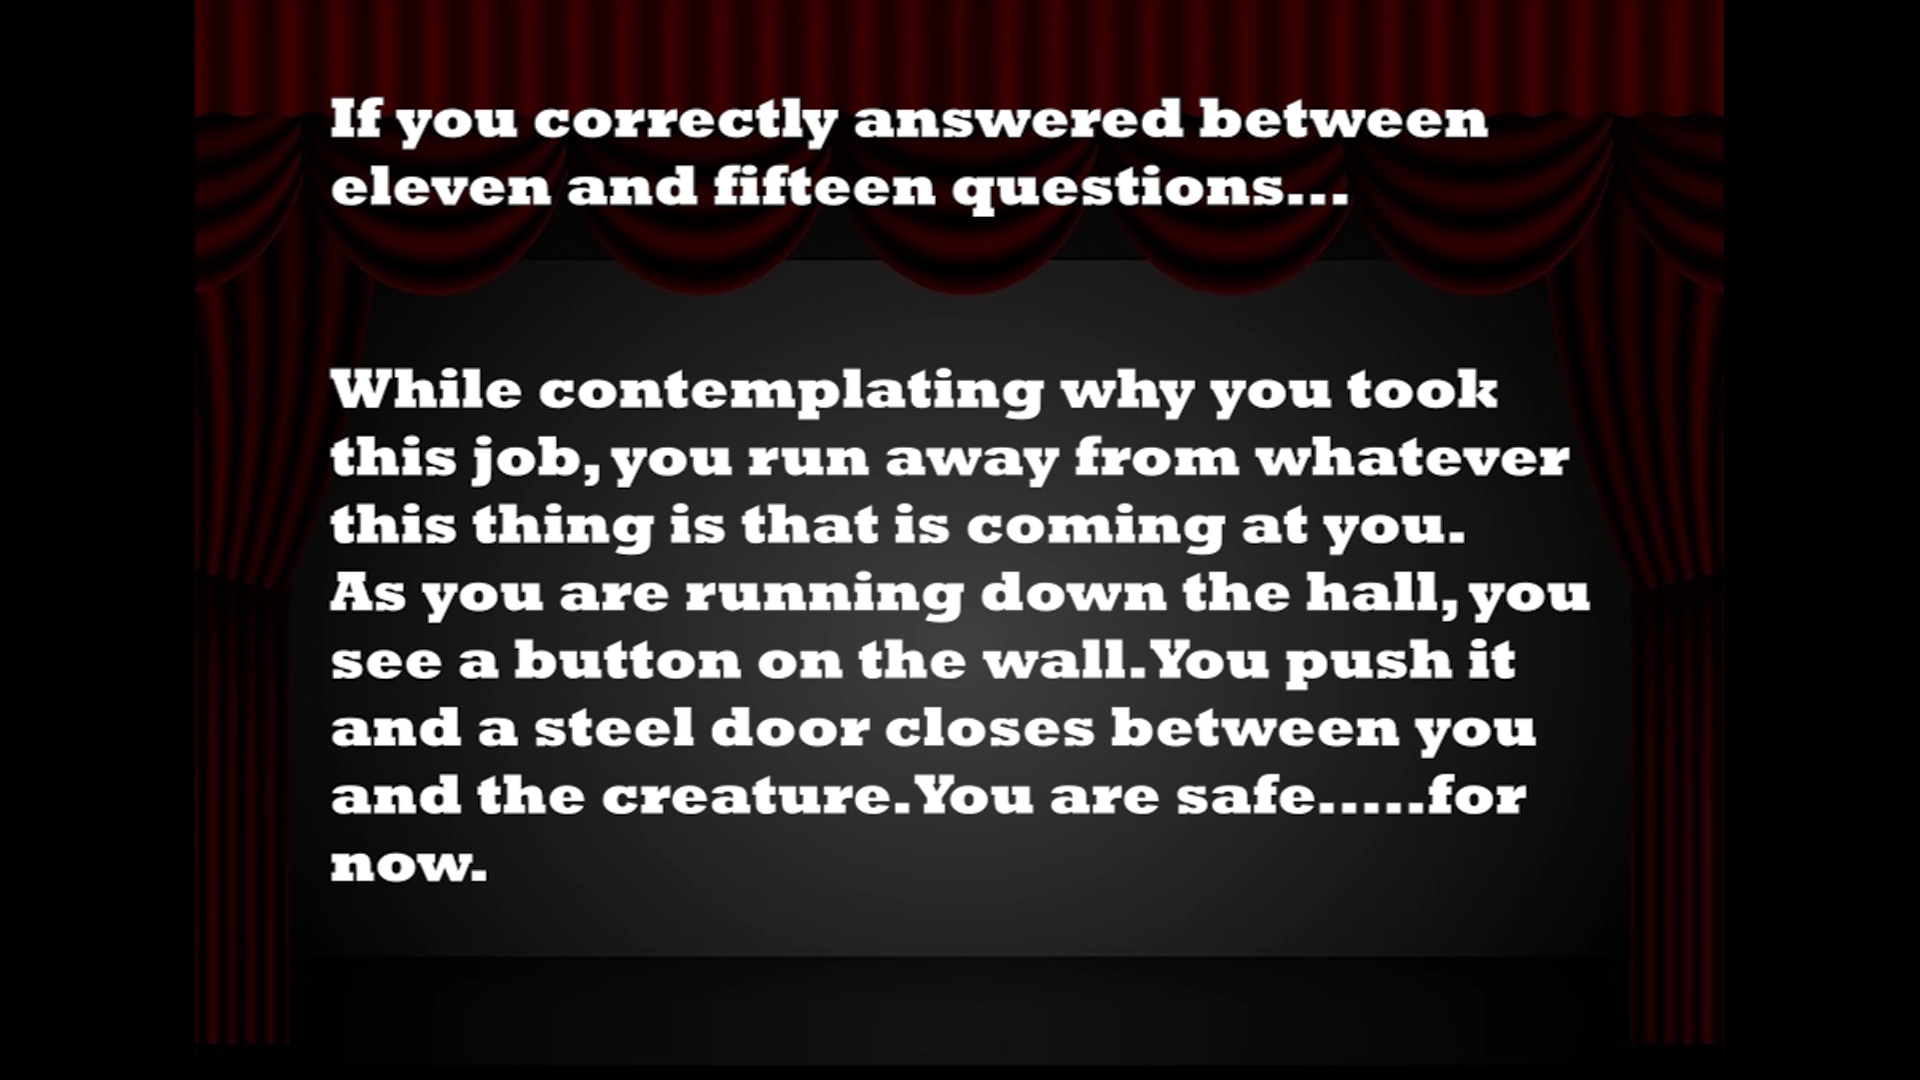 If you correctly answered between
eleven and fifteen questions...
While contemplating why you took
this job, you run away from whatever
this thing is that is coming at you.
As you are running down the hall, you
see a button on the wall. You push it
and a steel door closes between you
and the creature. You are safe.....for
now.